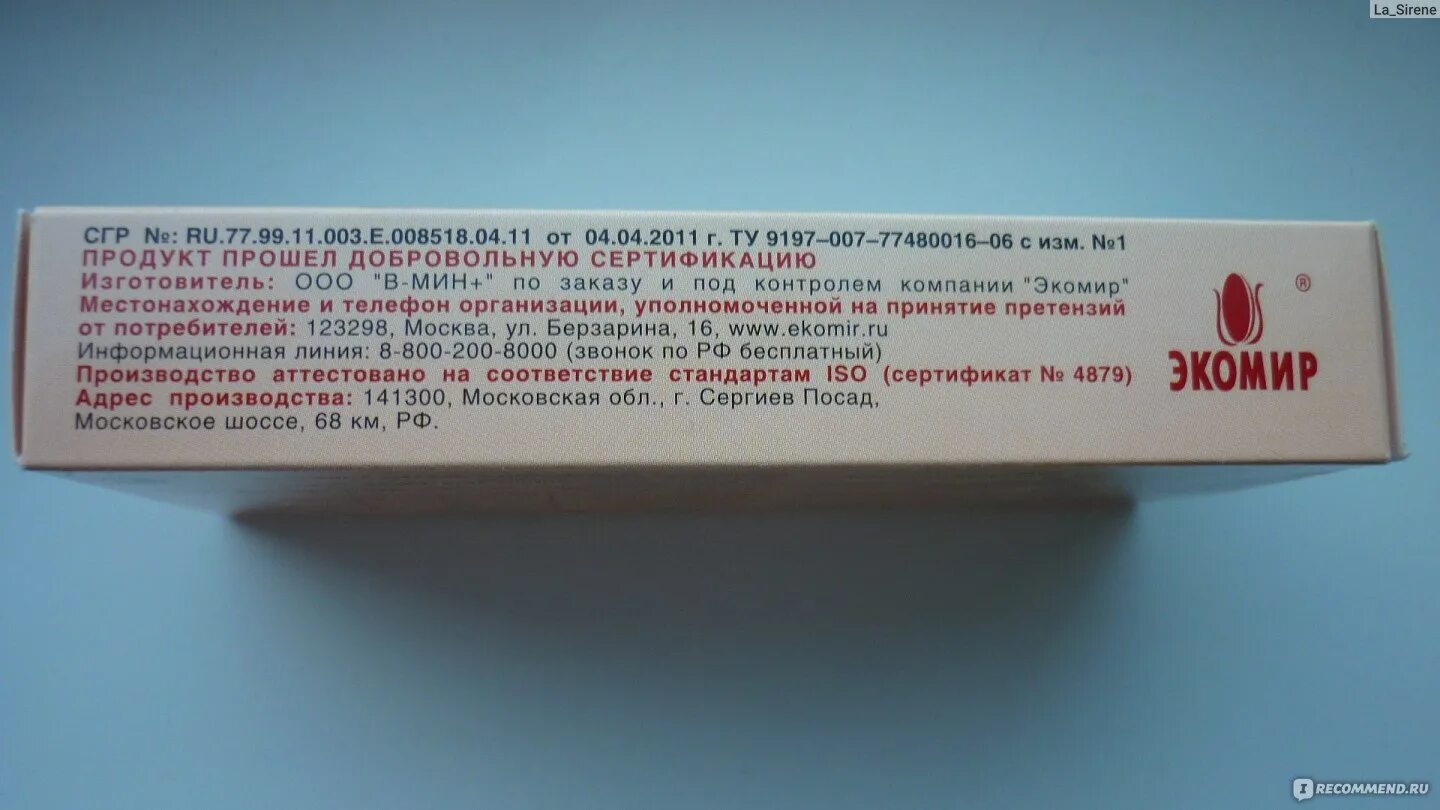 La_Sirene
СГР №: RU.77.99.11.003.Е.008518.04.11 от 04.04.2011 г. ТУ 9197–007–77480016–06 с изм. №1
ПРОДУКТ ПРОШЕЛ ДОБРОВОЛЬНУЮ СЕРТИФИКАЦИЮ
Изготовитель: ООО "В-МИН+" по заказу и под контролем компании "Экомир"
Местонахождение и телефон организации, уполномоченной на принятие претензий
от потребителей: 123298, Москва, ул. Берзарина, 16, www.ekomir.ru
Информационная линия: 8-800-200-8000 (звонок по РФ бесплатный)
Производство аттестовано на соответствие стандартам ISO (сертификат № 4879)
Адрес производства: 141300, Московская обл., г. Сергиев Посад,
Московское шоссе, 68 км, РФ.
®
ЭКОМИР
IRECOMMEND.RU